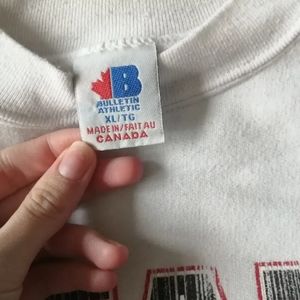 B
BULLETIN
ATHLETIC
XL/TG
MADE IN/FAIT AU
CANADA